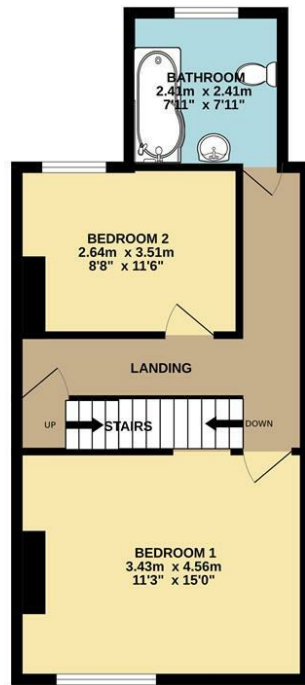 BATHROOM
2.41m x 2.41m
7'11" x 7'11"
BEDROOM 2
2.64m x 3.51m
8'8" x 11'6"
LANDING
UP
STAIRS
DOWN
BEDROOM 1
3.43m x 4.56m
11'3" x 15'0"